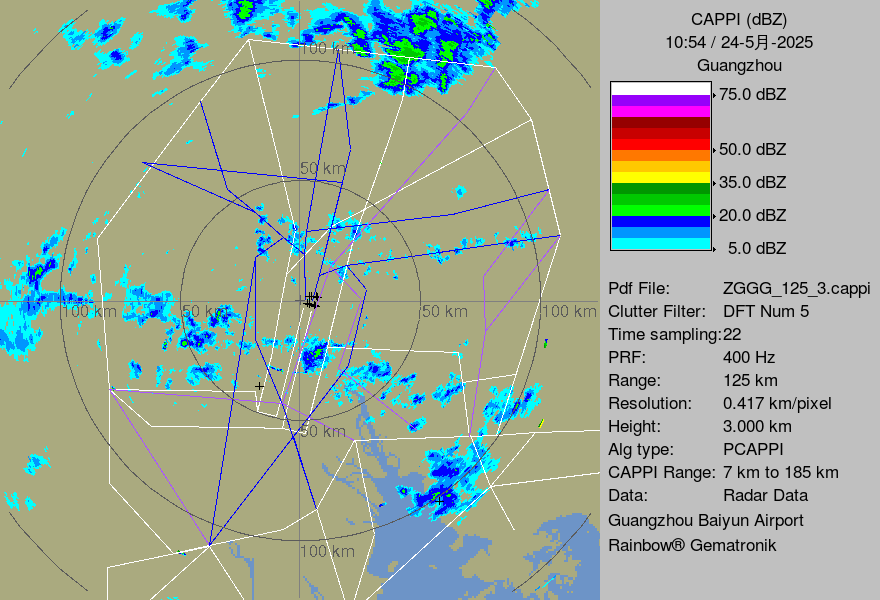 CAPPI (dBZ)
10:54 / 24-5月-2025
Guangzhou
75.0 dBZ
50.0 dBZ
35.0 dBZ
20.0 dBZ
5.0 dBZ
Pdf File: ZGGG_125_3.cappi
Clutter Filter: DFT Num 5
Time sampling:22
PRF: 400 Hz
Range: 125 km
Resolution: 0.417 km/pixel
Height: 3.000 km
Alg type: PCAPPI
CAPPI Range: 7 km to 185 km
Data: Radar Data
Guangzhou Baiyun Airport
Rainbow® Gematronik
100 km
50 km
100 km 50 km 50 km 100 km
50 km
100 km